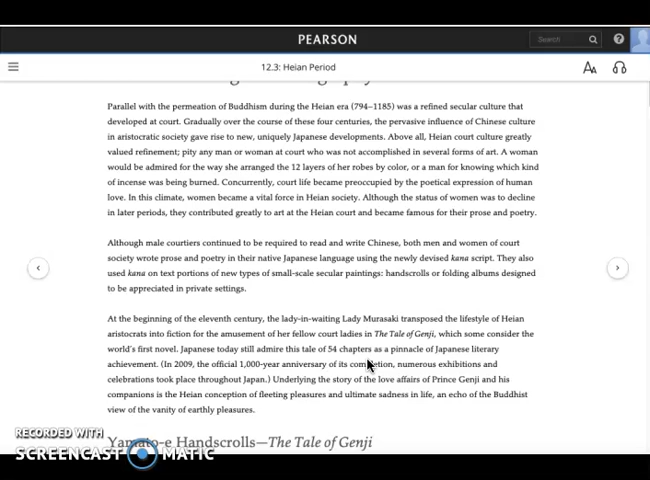 PEARSON
Search
12.3: Heian Period
Parallel with the permeation of Buddhism during the Heian era (794–1185) was a refined secular culture that
developed at court. Gradually over the course of these four centuries, the pervasive influence of Chinese culture
in aristocratic society gave rise to new, uniquely Japanese developments. Above all, Heian court culture greatly
valued refinement; pity any man or woman at court who was not accomplished in several forms of art. A woman
would be admired for the way she arranged the 12 layers of her robes by color, or a man for knowing which kind
of incense was being burned. Concurrently, court life became preoccupied by the poetical expression of human
love. In this climate, women became a vital force in Heian society. Although the status of women was to decline
in later periods, they contributed greatly to art at the Heian court and became famous for their prose and poetry.
Although male courtiers continued to be required to read and write Chinese, both men and women of court
society wrote prose and poetry in their native Japanese language using the newly devised kana script. They also
used kana on text portions of new types of small-scale secular paintings: handscrolls or folding albums designed
to be appreciated in private settings.
At the beginning of the eleventh century, the lady-in-waiting Lady Murasaki transposed the lifestyle of Heian
aristocrats into fiction for the amusement of her fellow court ladies in The Tale of Genji, which some consider the
world's first novel. Japanese today still admire this tale of 54 chapters as a pinnacle of Japanese literary
achievement. (In 2009, the official 1,000-year anniversary of its completion, numerous exhibitions and
celebrations took place throughout Japan.) Underlying the story of the love affairs of Prince Genji and his
companions is the Heian conception of fleeting pleasures and ultimate sadness in life, an echo of the Buddhist
view of the vanity of earthly pleasures.
Yamato-e Handscrolls—The Tale of Genji
RECORDED WITH
SCREENCAST MATIC